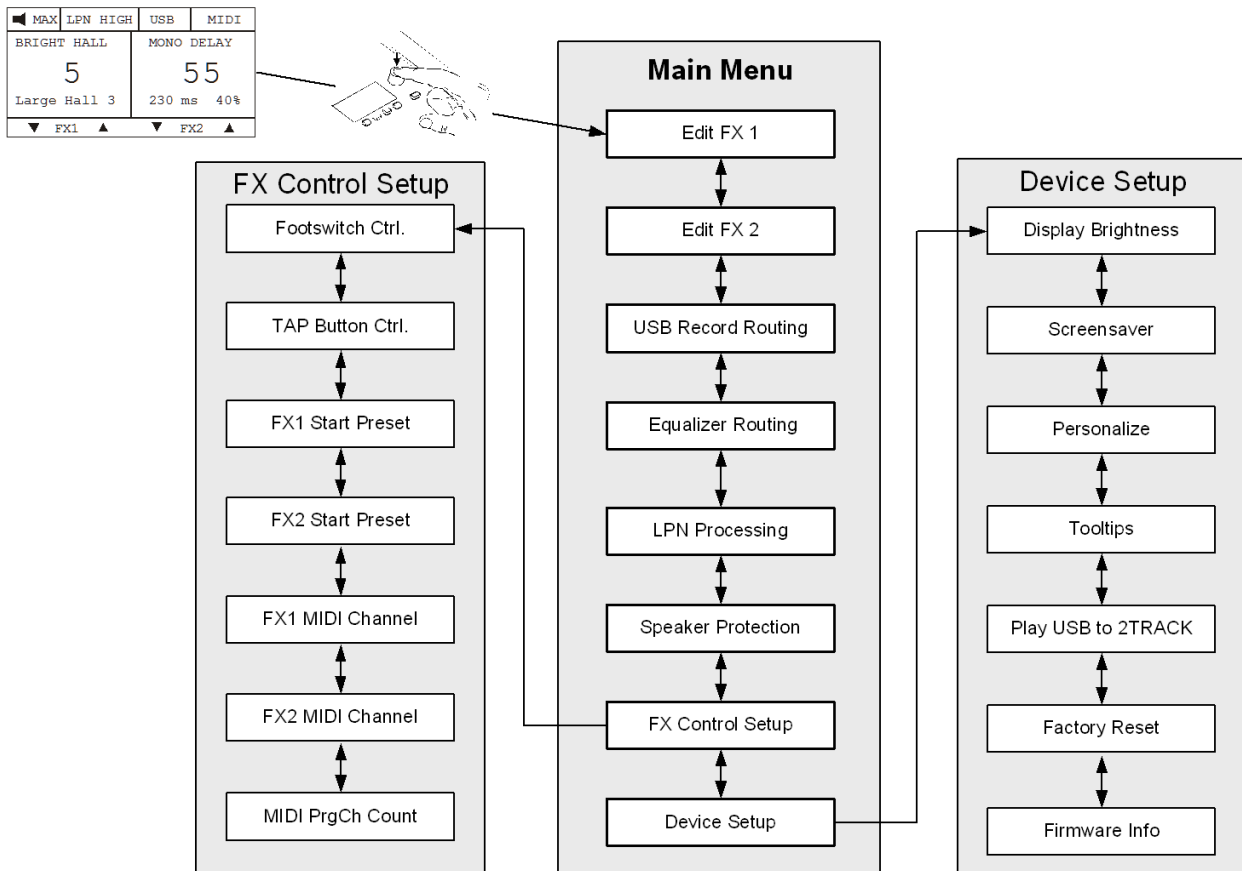 MAX LPN HIGH USB MIDI
BRIGHT HALL MONO DELAY
5 55
Large Hall 3 230 ms 40%
▼ FX1 ▲ ▼ FX2 ▲
Main Menu
Edit FX 1
Edit FX 2
USB Record Routing
Equalizer Routing
LPN Processing
Speaker Protection
FX Control Setup
Device Setup
FX Control Setup
Footswitch Ctrl.
TAP Button Ctrl.
FX1 Start Preset
FX2 Start Preset
FX1 MIDI Channel
FX2 MIDI Channel
MIDI PrgCh Count
Device Setup
Display Brightness
Screensaver
Personalize
Tooltips
Play USB to 2TRACK
Factory Reset
Firmware Info